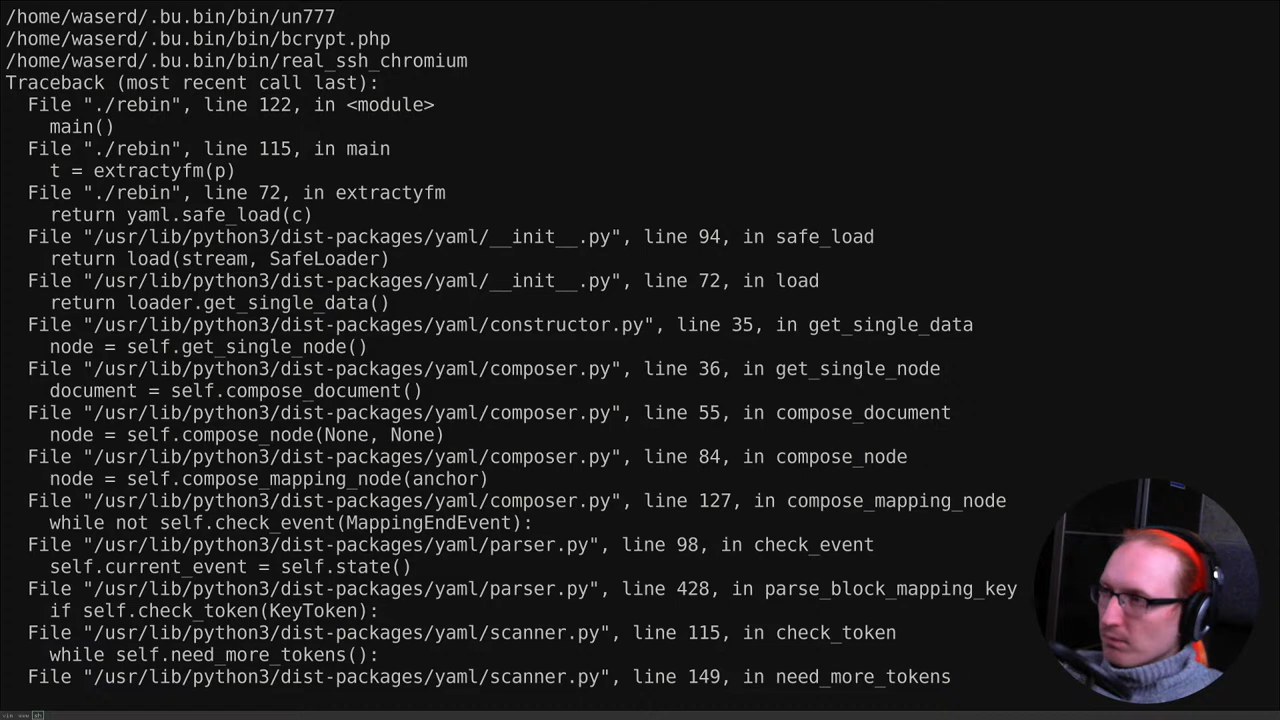 /home/waserd/.bu.bin/bin/un777
/home/waserd/.bu.bin/bin/bcrypt.php
/home/waserd/.bu.bin/bin/real_ssh_chromium
Traceback (most recent call last):
  File "./rebin", line 122, in <module>
    main()
  File "./rebin", line 115, in main
    t = extractyfm(p)
  File "./rebin", line 72, in extractyfm
    return yaml.safe_load(c)
  File "/usr/lib/python3/dist-packages/yaml/__init__.py", line 94, in safe_load
    return load(stream, SafeLoader)
  File "/usr/lib/python3/dist-packages/yaml/__init__.py", line 72, in load
    return loader.get_single_data()
  File "/usr/lib/python3/dist-packages/yaml/constructor.py", line 35, in get_single_data
    node = self.get_single_node()
  File "/usr/lib/python3/dist-packages/yaml/composer.py", line 36, in get_single_node
    document = self.compose_document()
  File "/usr/lib/python3/dist-packages/yaml/composer.py", line 55, in compose_document
    node = self.compose_node(None, None)
  File "/usr/lib/python3/dist-packages/yaml/composer.py", line 84, in compose_node
    node = self.compose_mapping_node(anchor)
  File "/usr/lib/python3/dist-packages/yaml/composer.py", line 127, in compose_mapping_node
    while not self.check_event(MappingEndEvent):
  File "/usr/lib/python3/dist-packages/yaml/parser.py", line 98, in check_event
    self.current_event = self.state()
  File "/usr/lib/python3/dist-packages/yaml/parser.py", line 428, in parse_block_mapping_key
    if self.check_token(KeyToken):
  File "/usr/lib/python3/dist-packages/yaml/scanner.py", line 115, in check_token
    while self.need_more_tokens():
  File "/usr/lib/python3/dist-packages/yaml/scanner.py", line 149, in need_more_tokens